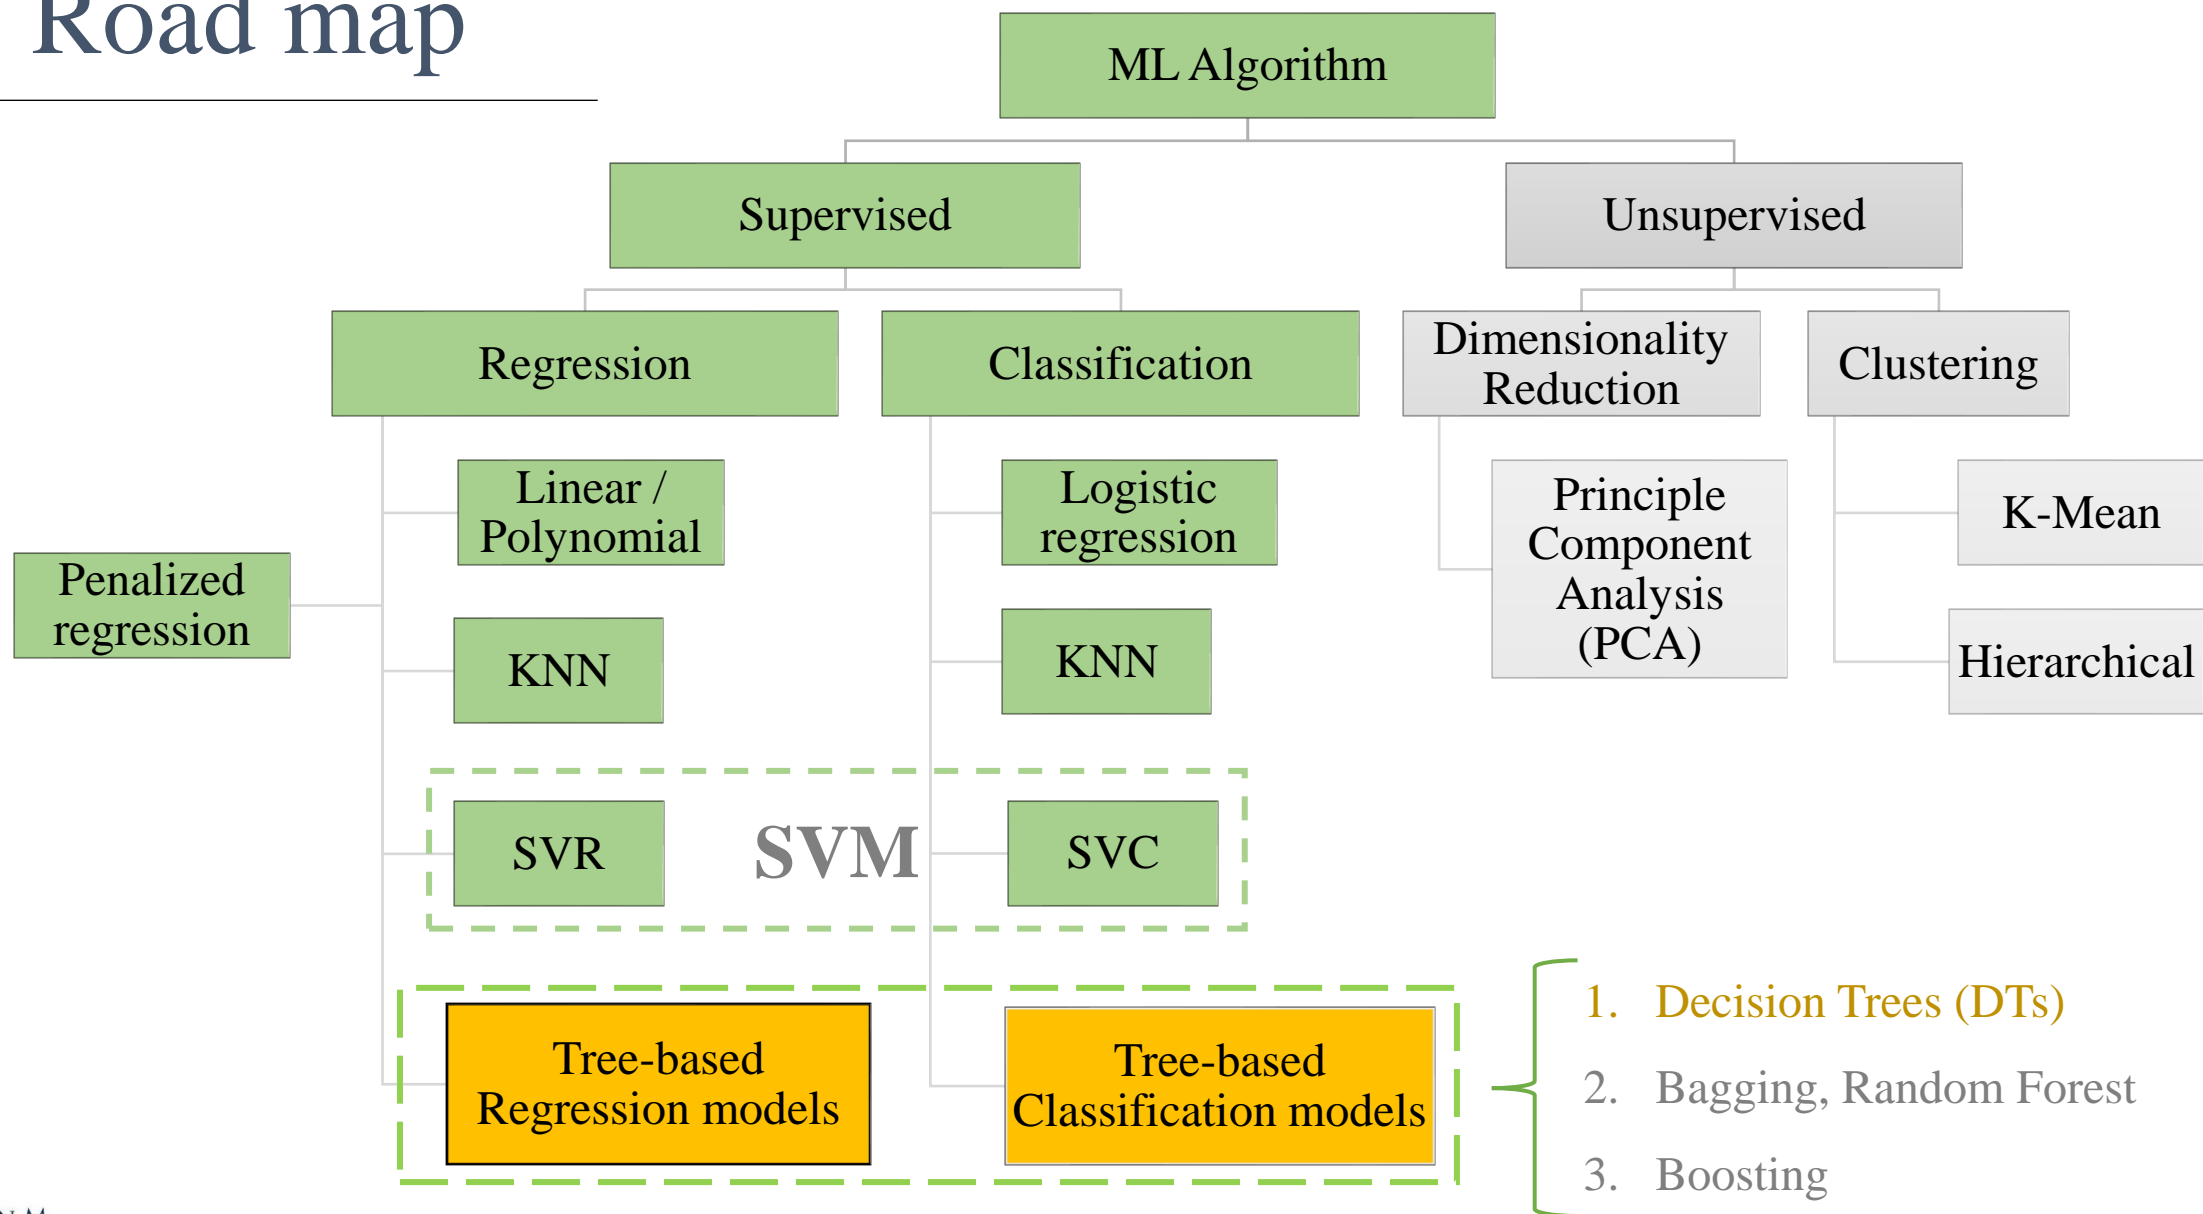 Road map
ML Algorithm
Supervised
Unsupervised
Regression
Classification
Dimensionality
Reduction
Clustering
Linear /
Polynomial
Logistic
regression
Principle
Component
Analysis
(PCA)
K-Mean
Penalized
regression
KNN
KNN
Hierarchical
SVR
SVM
SVC
Tree-based
Regression models
Tree-based
Classification models
1. Decision Trees (DTs)
2. Bagging, Random Forest
3. Boosting